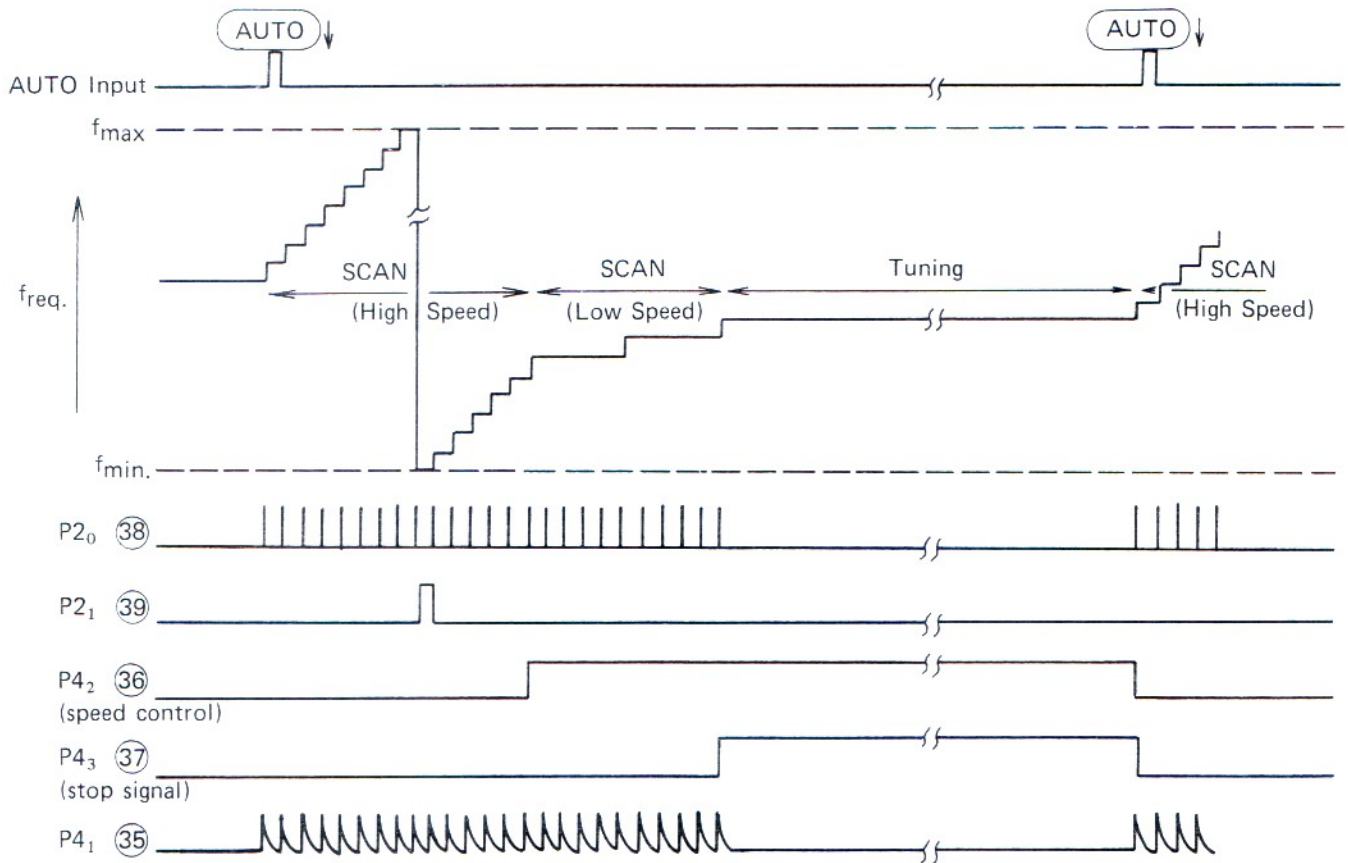 AUTO ↓ AUTO ↓
AUTO Input
fmax
SCAN SCAN Tuning SCAN
freq.
(High Speed) (Low Speed) (High Speed)
fmin.
P2₀ 38
P2₁ 39
P4₂ 36
(speed control)
P4₃ 37
(stop signal)
P4₁ 35